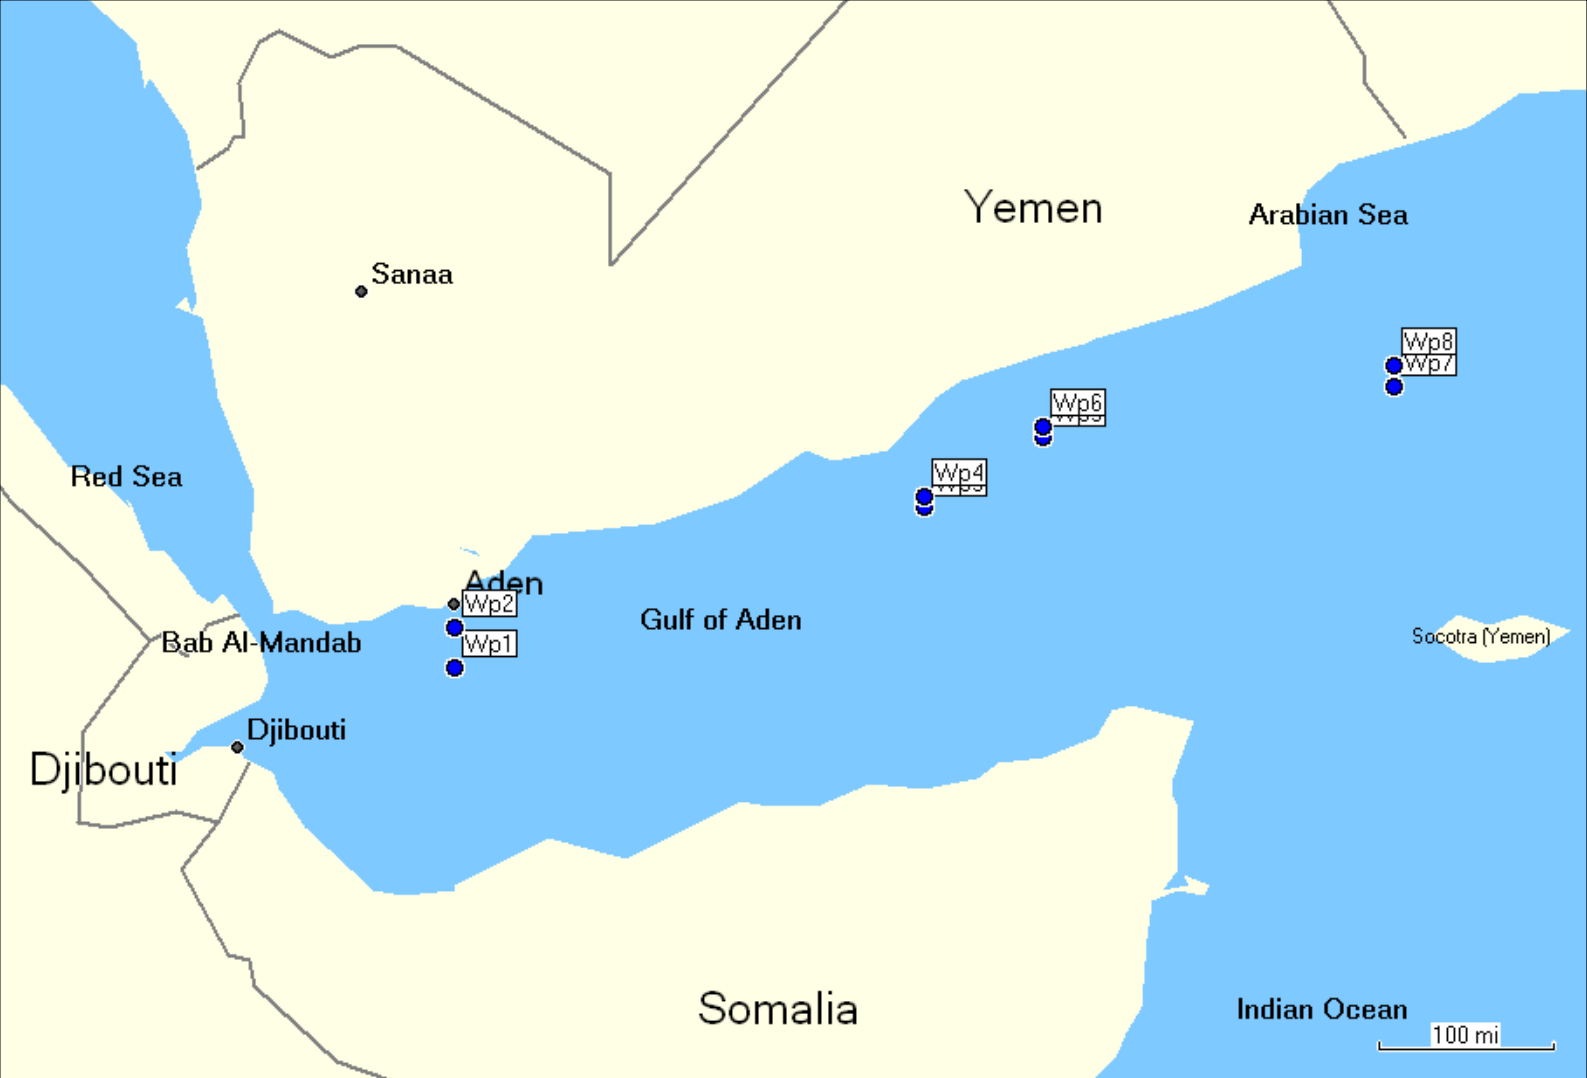 Yemen
Arabian Sea
Sanaa
Wp8
Wp7
Wp6
Wp4
Red Sea
Aden
Wp2
Gulf of Aden
Wp1
Bab Al-Mandab
Socotra (Yemen)
Djibouti
Djibouti
Somalia
Indian Ocean
100 mi